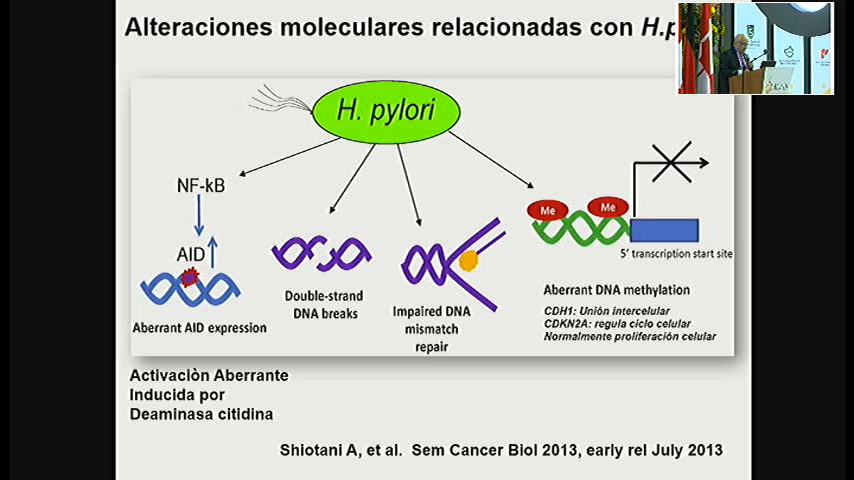 Alteraciones moleculares relacionadas con
H. pylori
NF-kB
AID
Aberrant AID expression
Double-strand
DNA breaks
Impaired DNA
mismatch
repair
Me
Me
5' transcription start site
Aberrant DNA methylation
CDH1: Unión intercelular
CDKN2A: regula ciclo celular
Normalmente proliferación celular
Activaciòn Aberrante
Inducida por
Deaminasa citidina
Shiotani A, et al. Sem Cancer Biol 2013, early rel July 2013